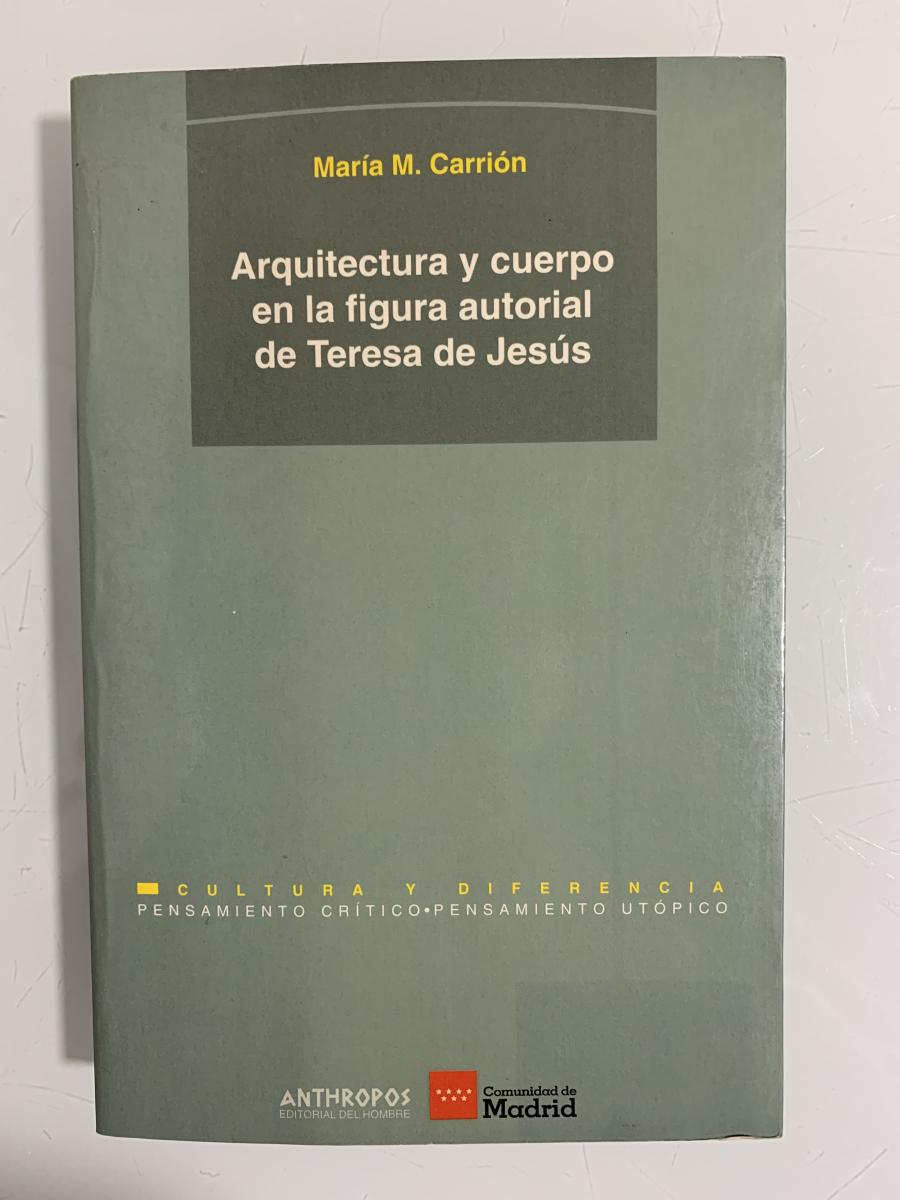 María M. Carrión
Arquitectura y cuerpo
en la figura autorial
de Teresa de Jesús
CULTURA Y DIFERENCIA
PENSAMIENTO CRÍTICO•PENSAMIENTO UTÓPICO
ANTHROPOS
EDITORIAL DEL HOMBRE
Comunidad de
Madrid